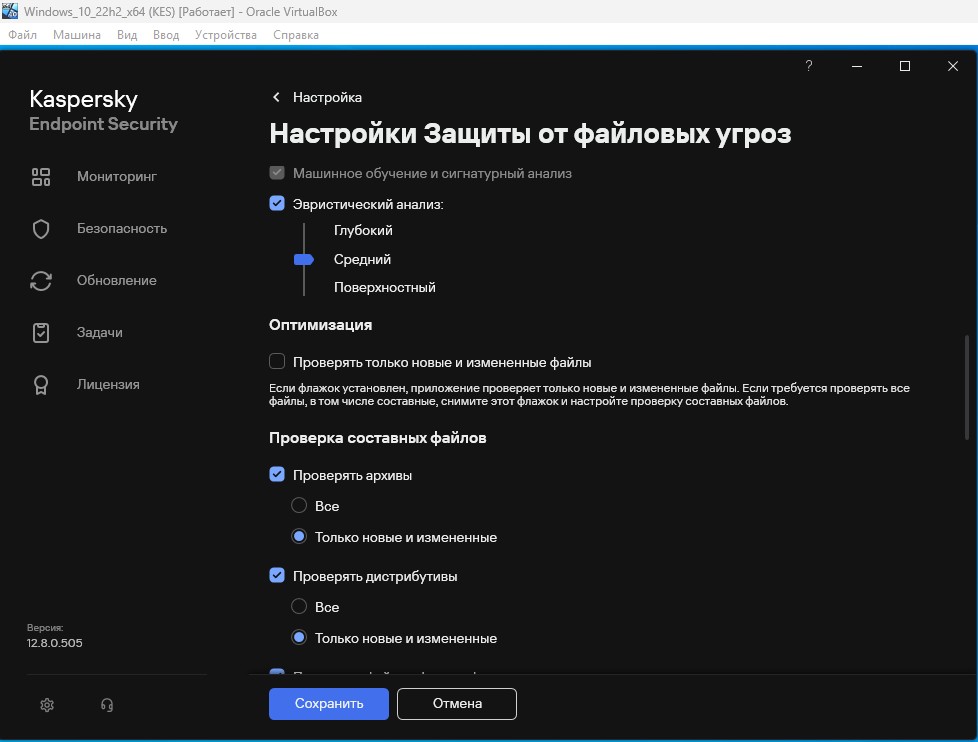 Windows_10_22h2_x64 (KES) [Работает] - Oracle VirtualBox
Файл Машина Вид Ввод Устройства Справка
?
Kaspersky
Endpoint Security
Мониторинг
Безопасность
Обновление
Задачи
Лицензия
Версия:
12.8.0.505
Настройка
Настройки Защиты от файловых угроз
Машинное обучение и сигнатурный анализ
Эвристический анализ:
Глубокий
Средний
Поверхностный
Оптимизация
Проверять только новые и измененные файлы
Если флажок установлен, приложение проверяет только новые и измененные файлы. Если требуется проверять все
файлы, в том числе составные, снимите этот флажок и настройте проверку составных файлов.
Проверка составных файлов
Проверять архивы
Все
Только новые и измененные
Проверять дистрибутивы
Все
Только новые и измененные
Сохранить
Отмена